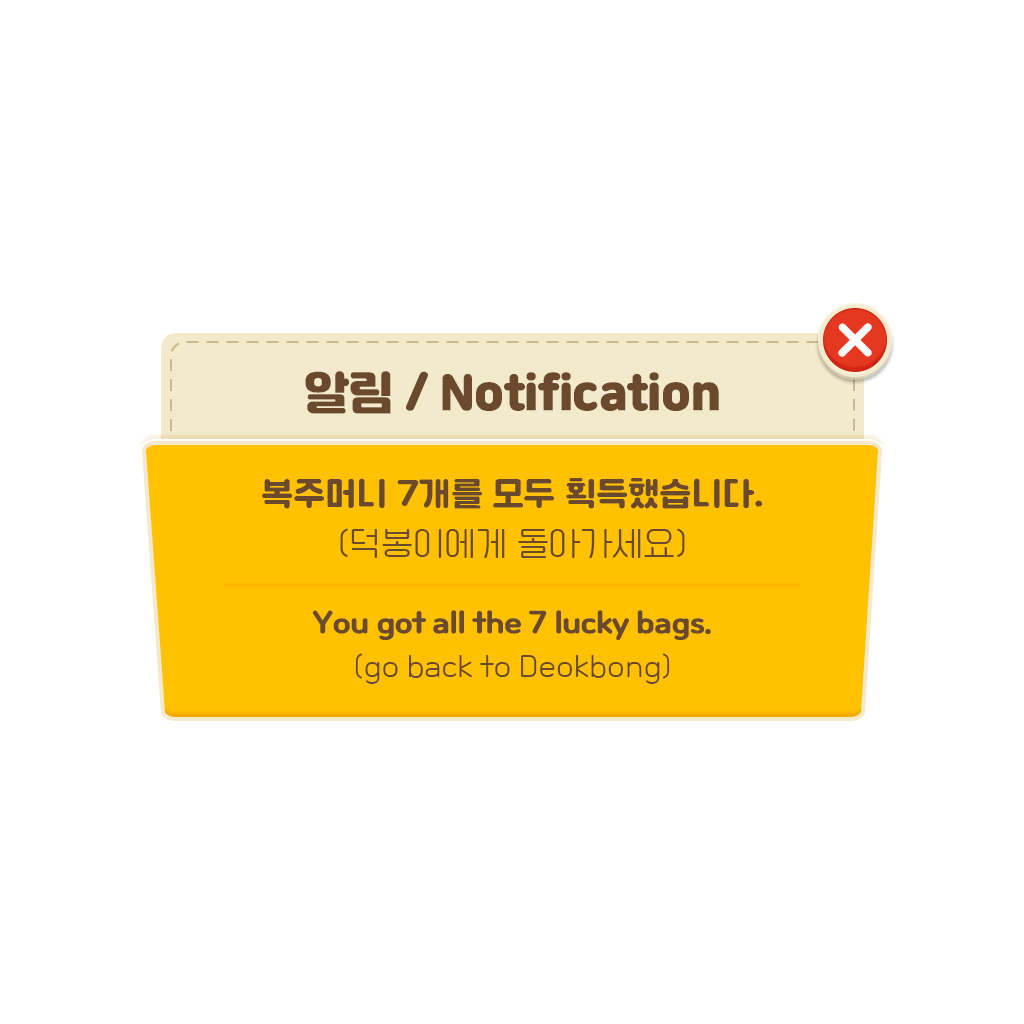 알림 / Notification
복주머니 7개를 모두 획득했습니다.
(덕봉이에게 돌아가세요)
You got all the 7 lucky bags.
(go back to Deokbong)